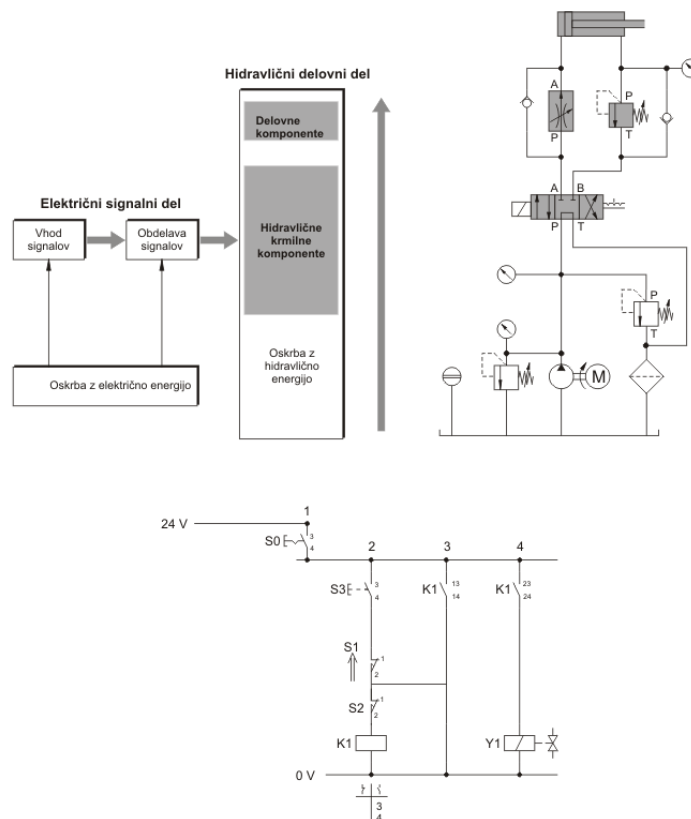 Hidravlični delovni del
Delovne
komponente
Električni signalni del
Vhod
signalov
Obdelava
signalov
Hidravlične
krmilne
komponente
Oskrba z
hidravlično
energijo
Oskrba z električno energijo
A
P
P
T
A B
P T
P
T
M
1
24 V
S0
3
4
2 3 4
S3
3
4
K1
13
14
K1
23
24
S1
1
2
S2
1
2
K1
Y1
0 V
3
4